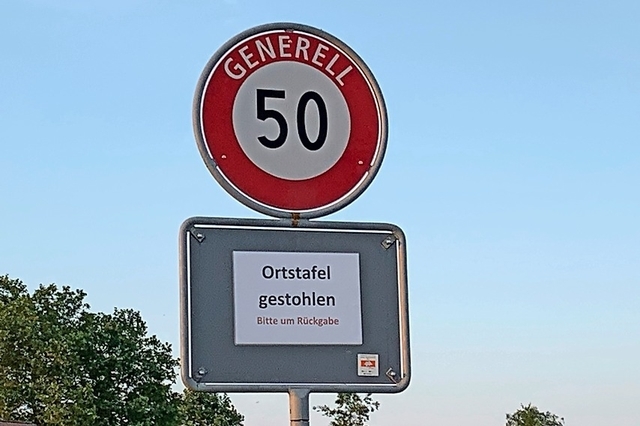 GENERELL
50
Ortstafel
gestohlen
Bitte um Rückgabe